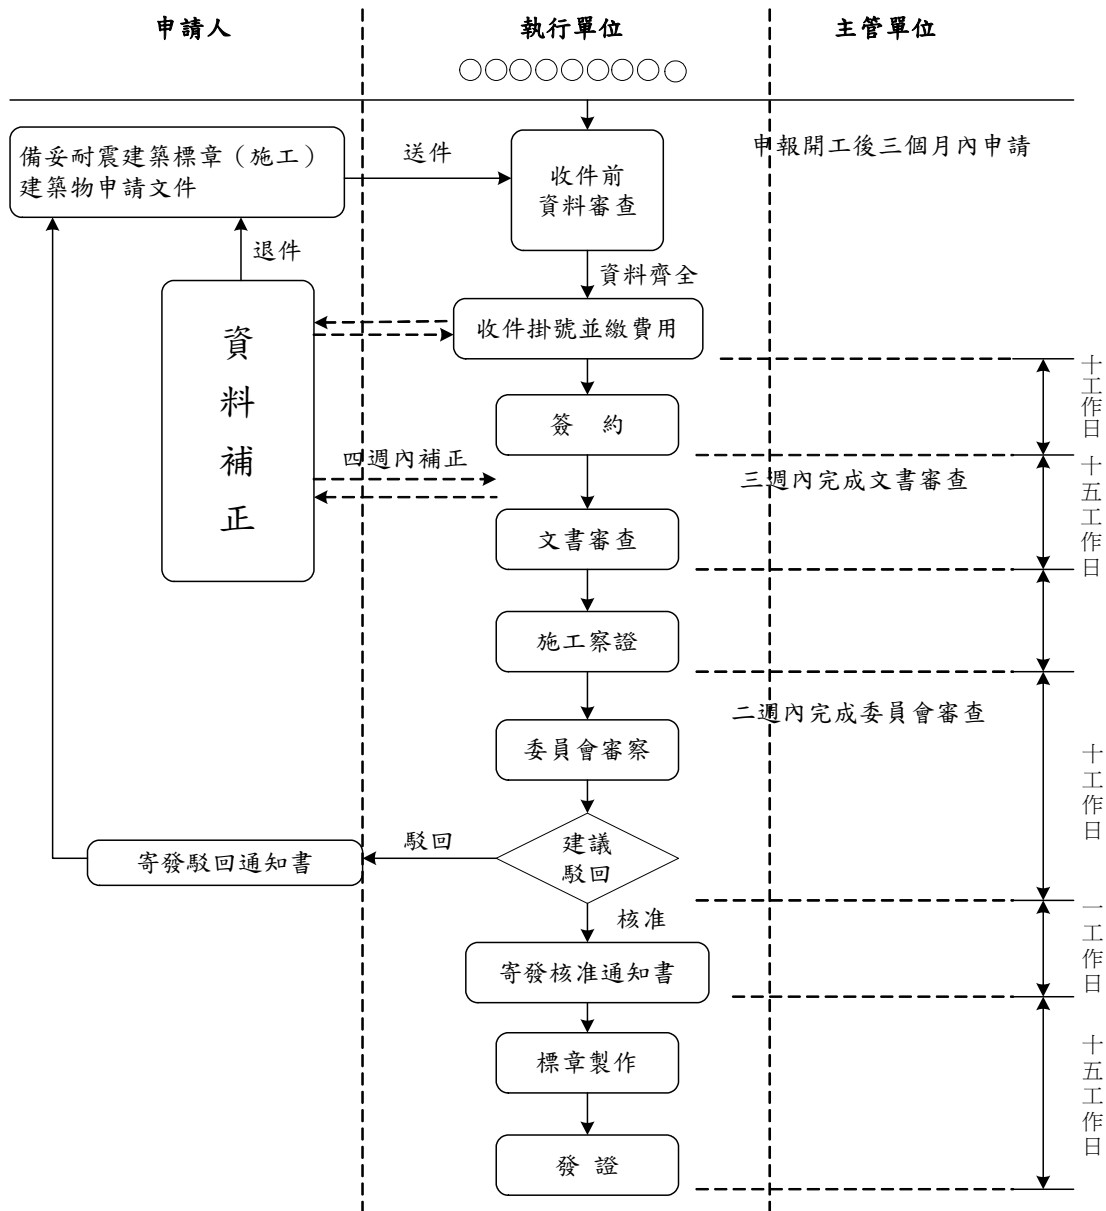 申請人
執行單位
主管單位
○○○○○○○○○
備妥耐震建築標章（施工）
建築物申請文件
送件
收件前
資料審查
申報開工後三個月內申請
退件
資料齊全
資料補正
收件掛號並繳費用
十工作日
簽 約
四週內補正
三週內完成文書審查
十五工作日
文書審查
施工察證
二週內完成委員會審查
委員會審察
十工作日
建議
駁回
駁回
寄發駁回通知書
核准
一工作日
寄發核准通知書
標章製作
十五工作日
發 證